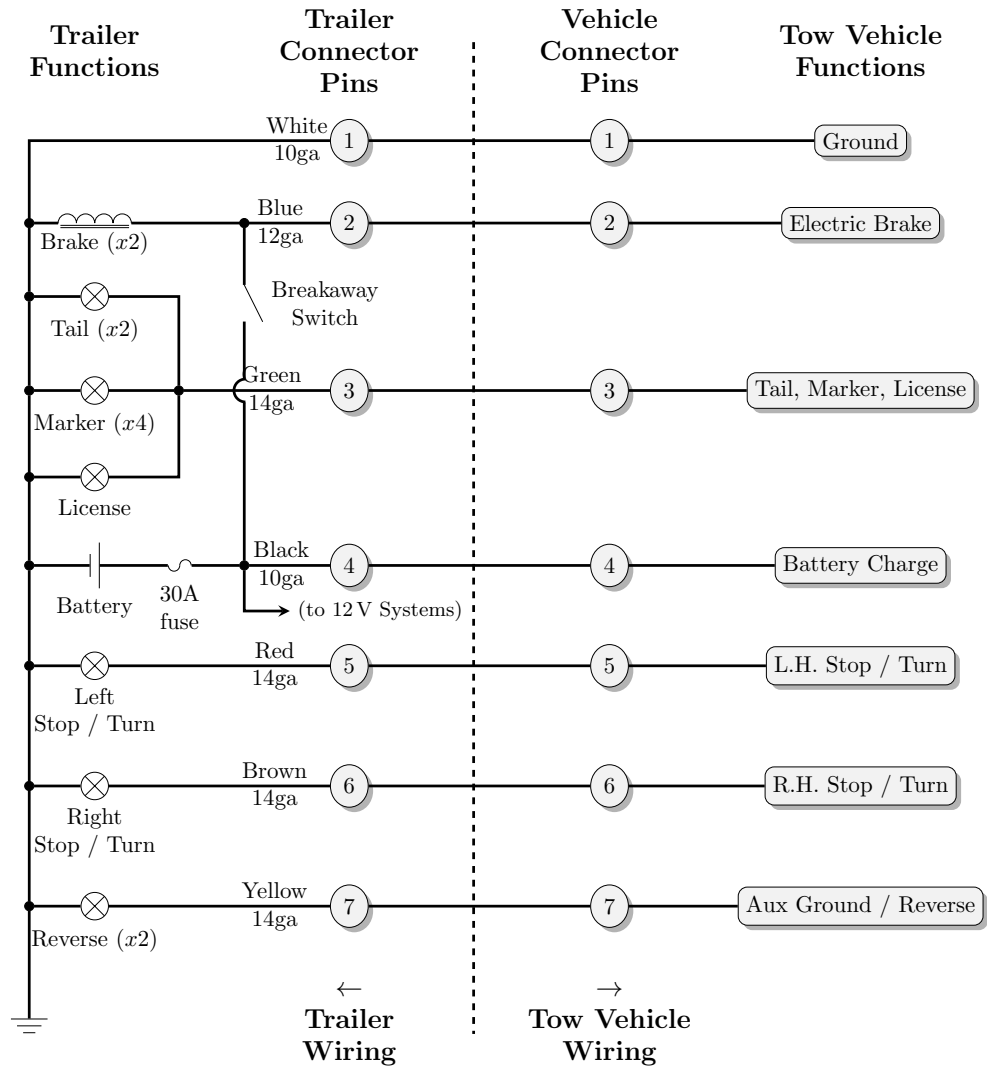 Trailer
Functions
Trailer
Connector
Pins
Vehicle
Connector
Pins
Tow Vehicle
Functions
White
10ga
1
1
Ground
Blue
12ga
2
2
Electric Brake
Brake (x2)
Breakaway
Switch
Tail (x2)
Green
14ga
3
3
Tail, Marker, License
Marker (x4)
License
Black
10ga
4
4
Battery Charge
Battery
30A
fuse
(to 12 V Systems)
Red
14ga
5
5
L.H. Stop / Turn
Left
Stop / Turn
Brown
14ga
6
6
R.H. Stop / Turn
Right
Stop / Turn
Yellow
14ga
7
7
Aux Ground / Reverse
Reverse (x2)
←
Trailer
Wiring
→
Tow Vehicle
Wiring